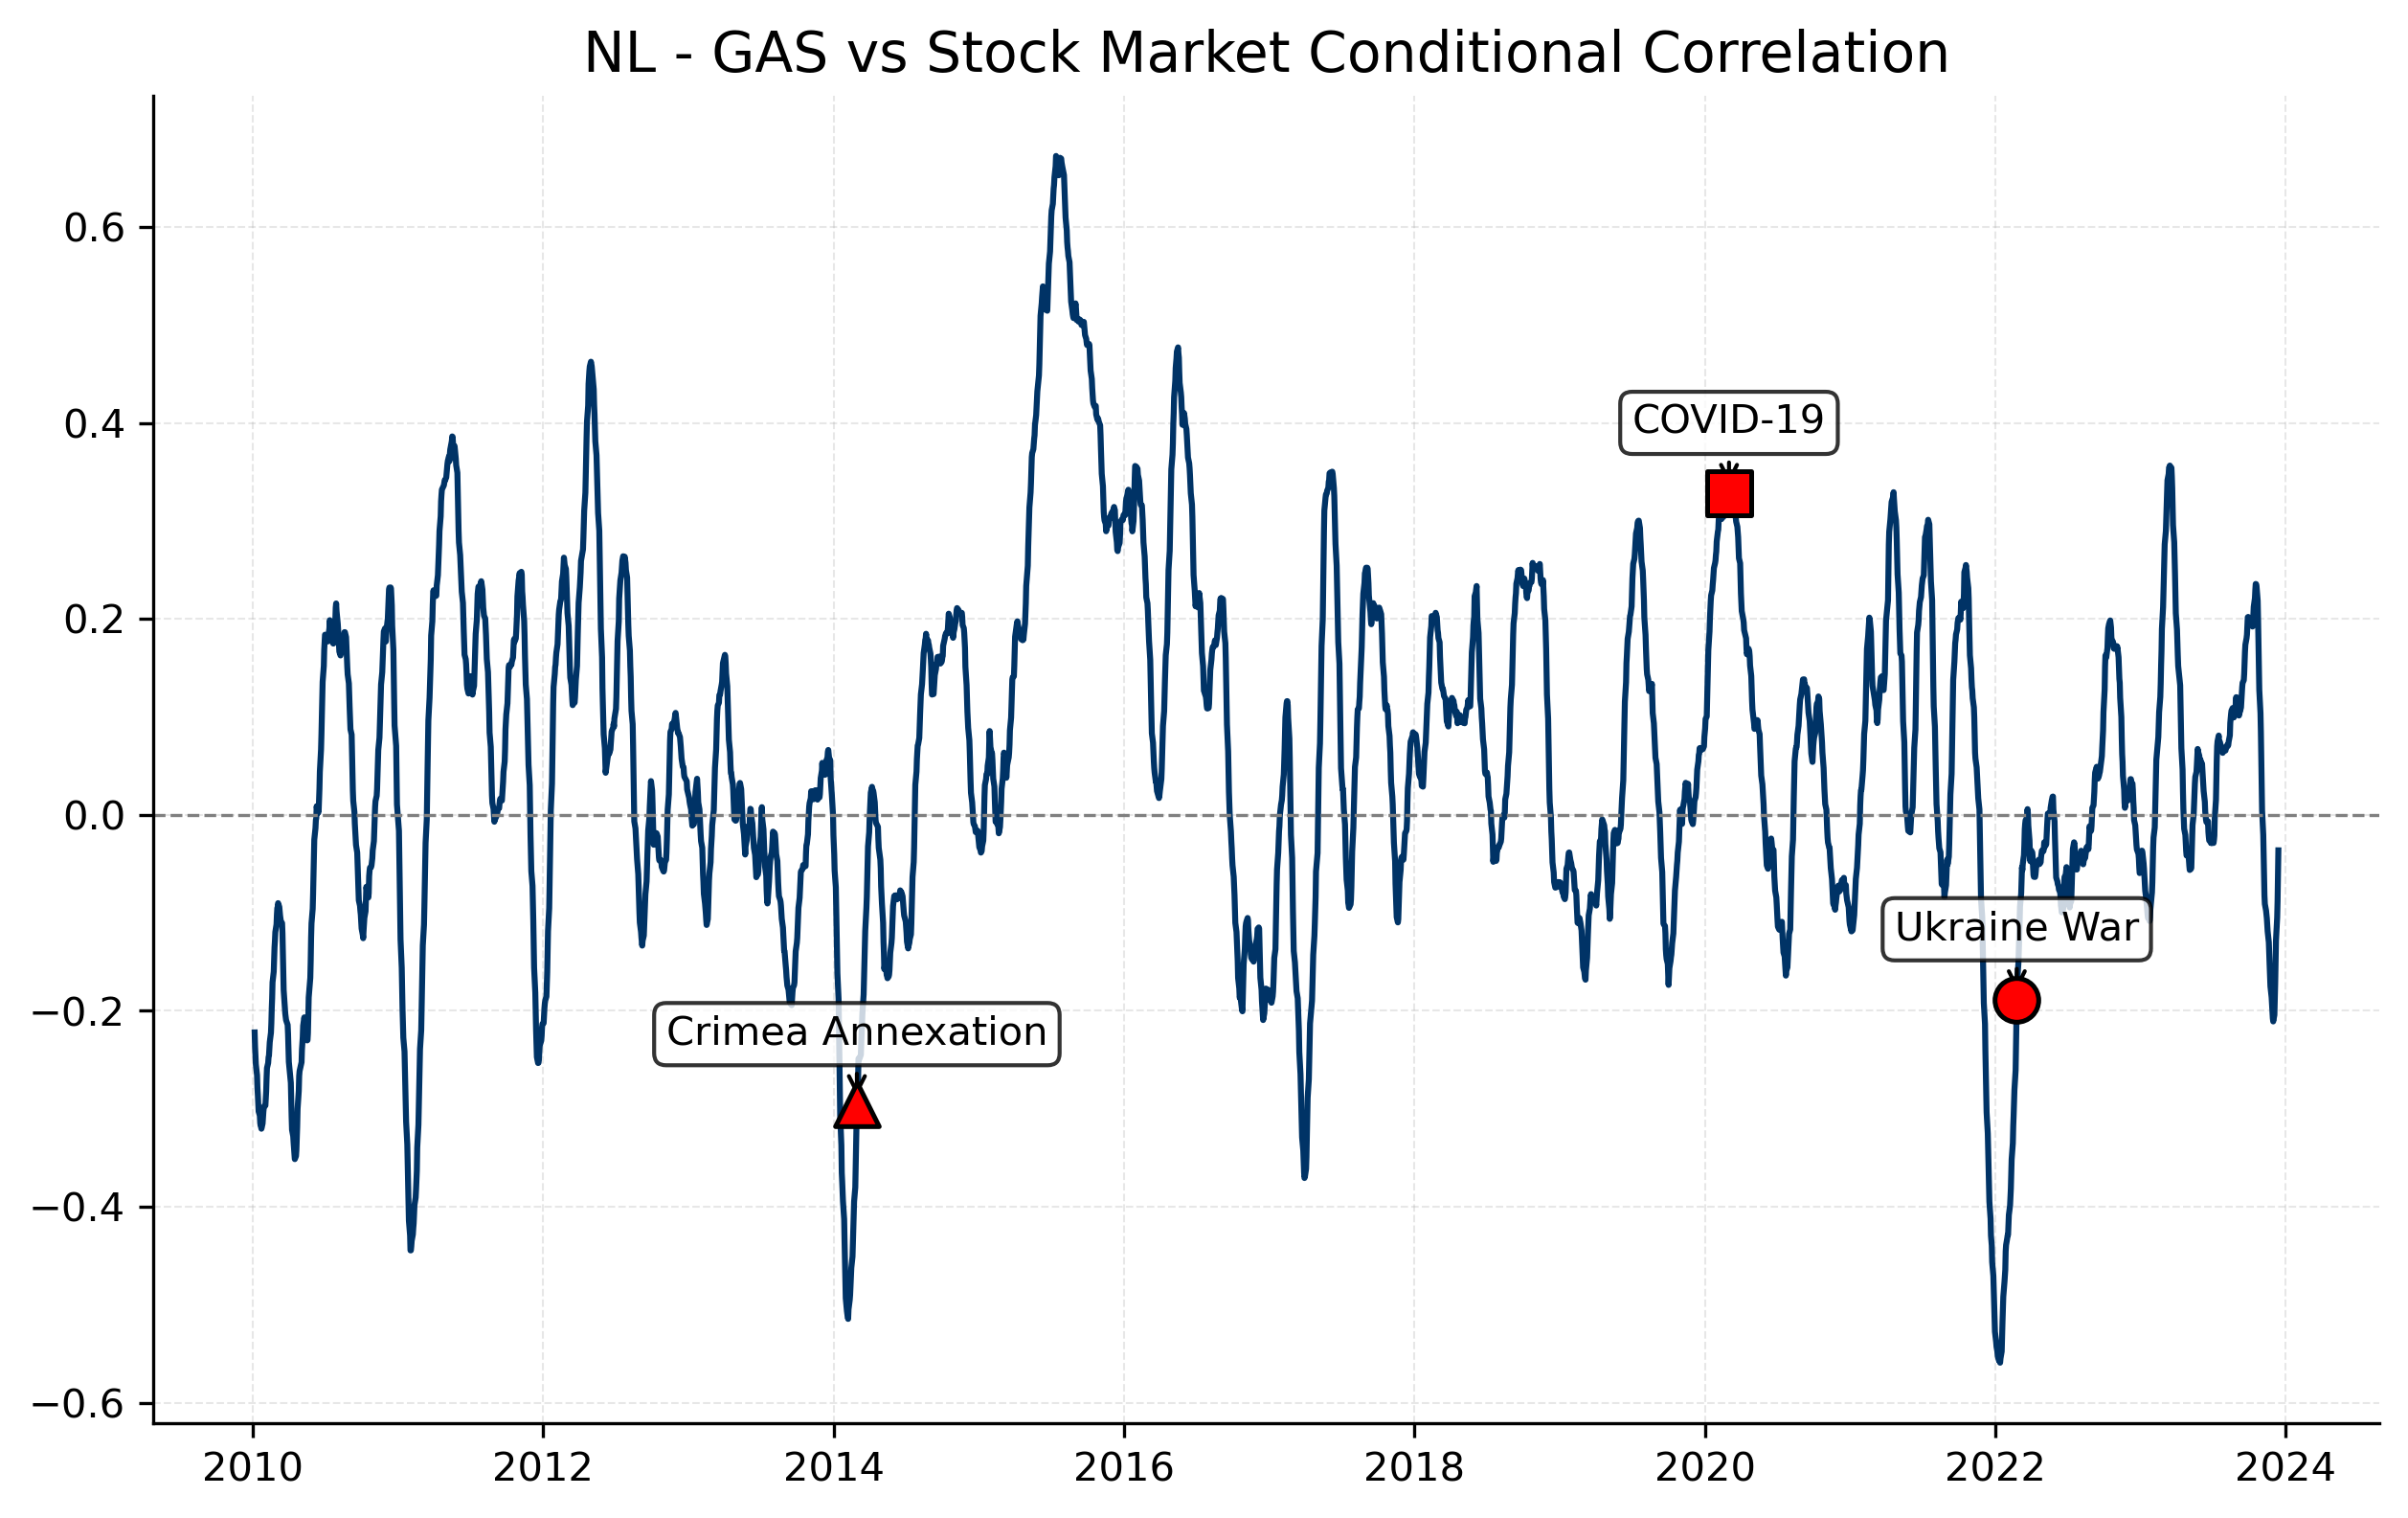 NL - GAS vs Stock Market Conditional Correlation
0.6
0.4
0.2
0.0
−0.2
−0.4
−0.6
COVID-19
Ukraine War
Crimea Annexation
2010 2012 2014 2016 2018 2020 2022 2024